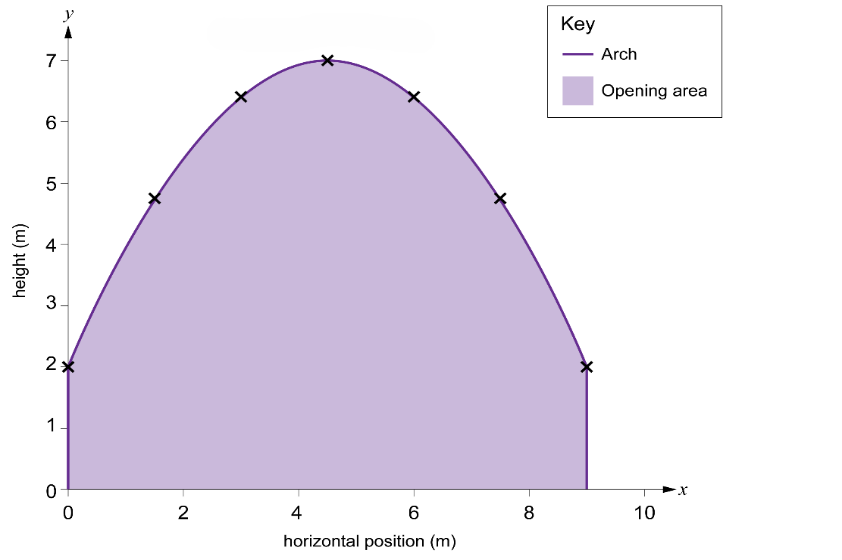 y
Key
Arch
Opening area
7
6
5
4
3
2
1
0
height (m)
0 2 4 6 8 10 x
horizontal position (m)